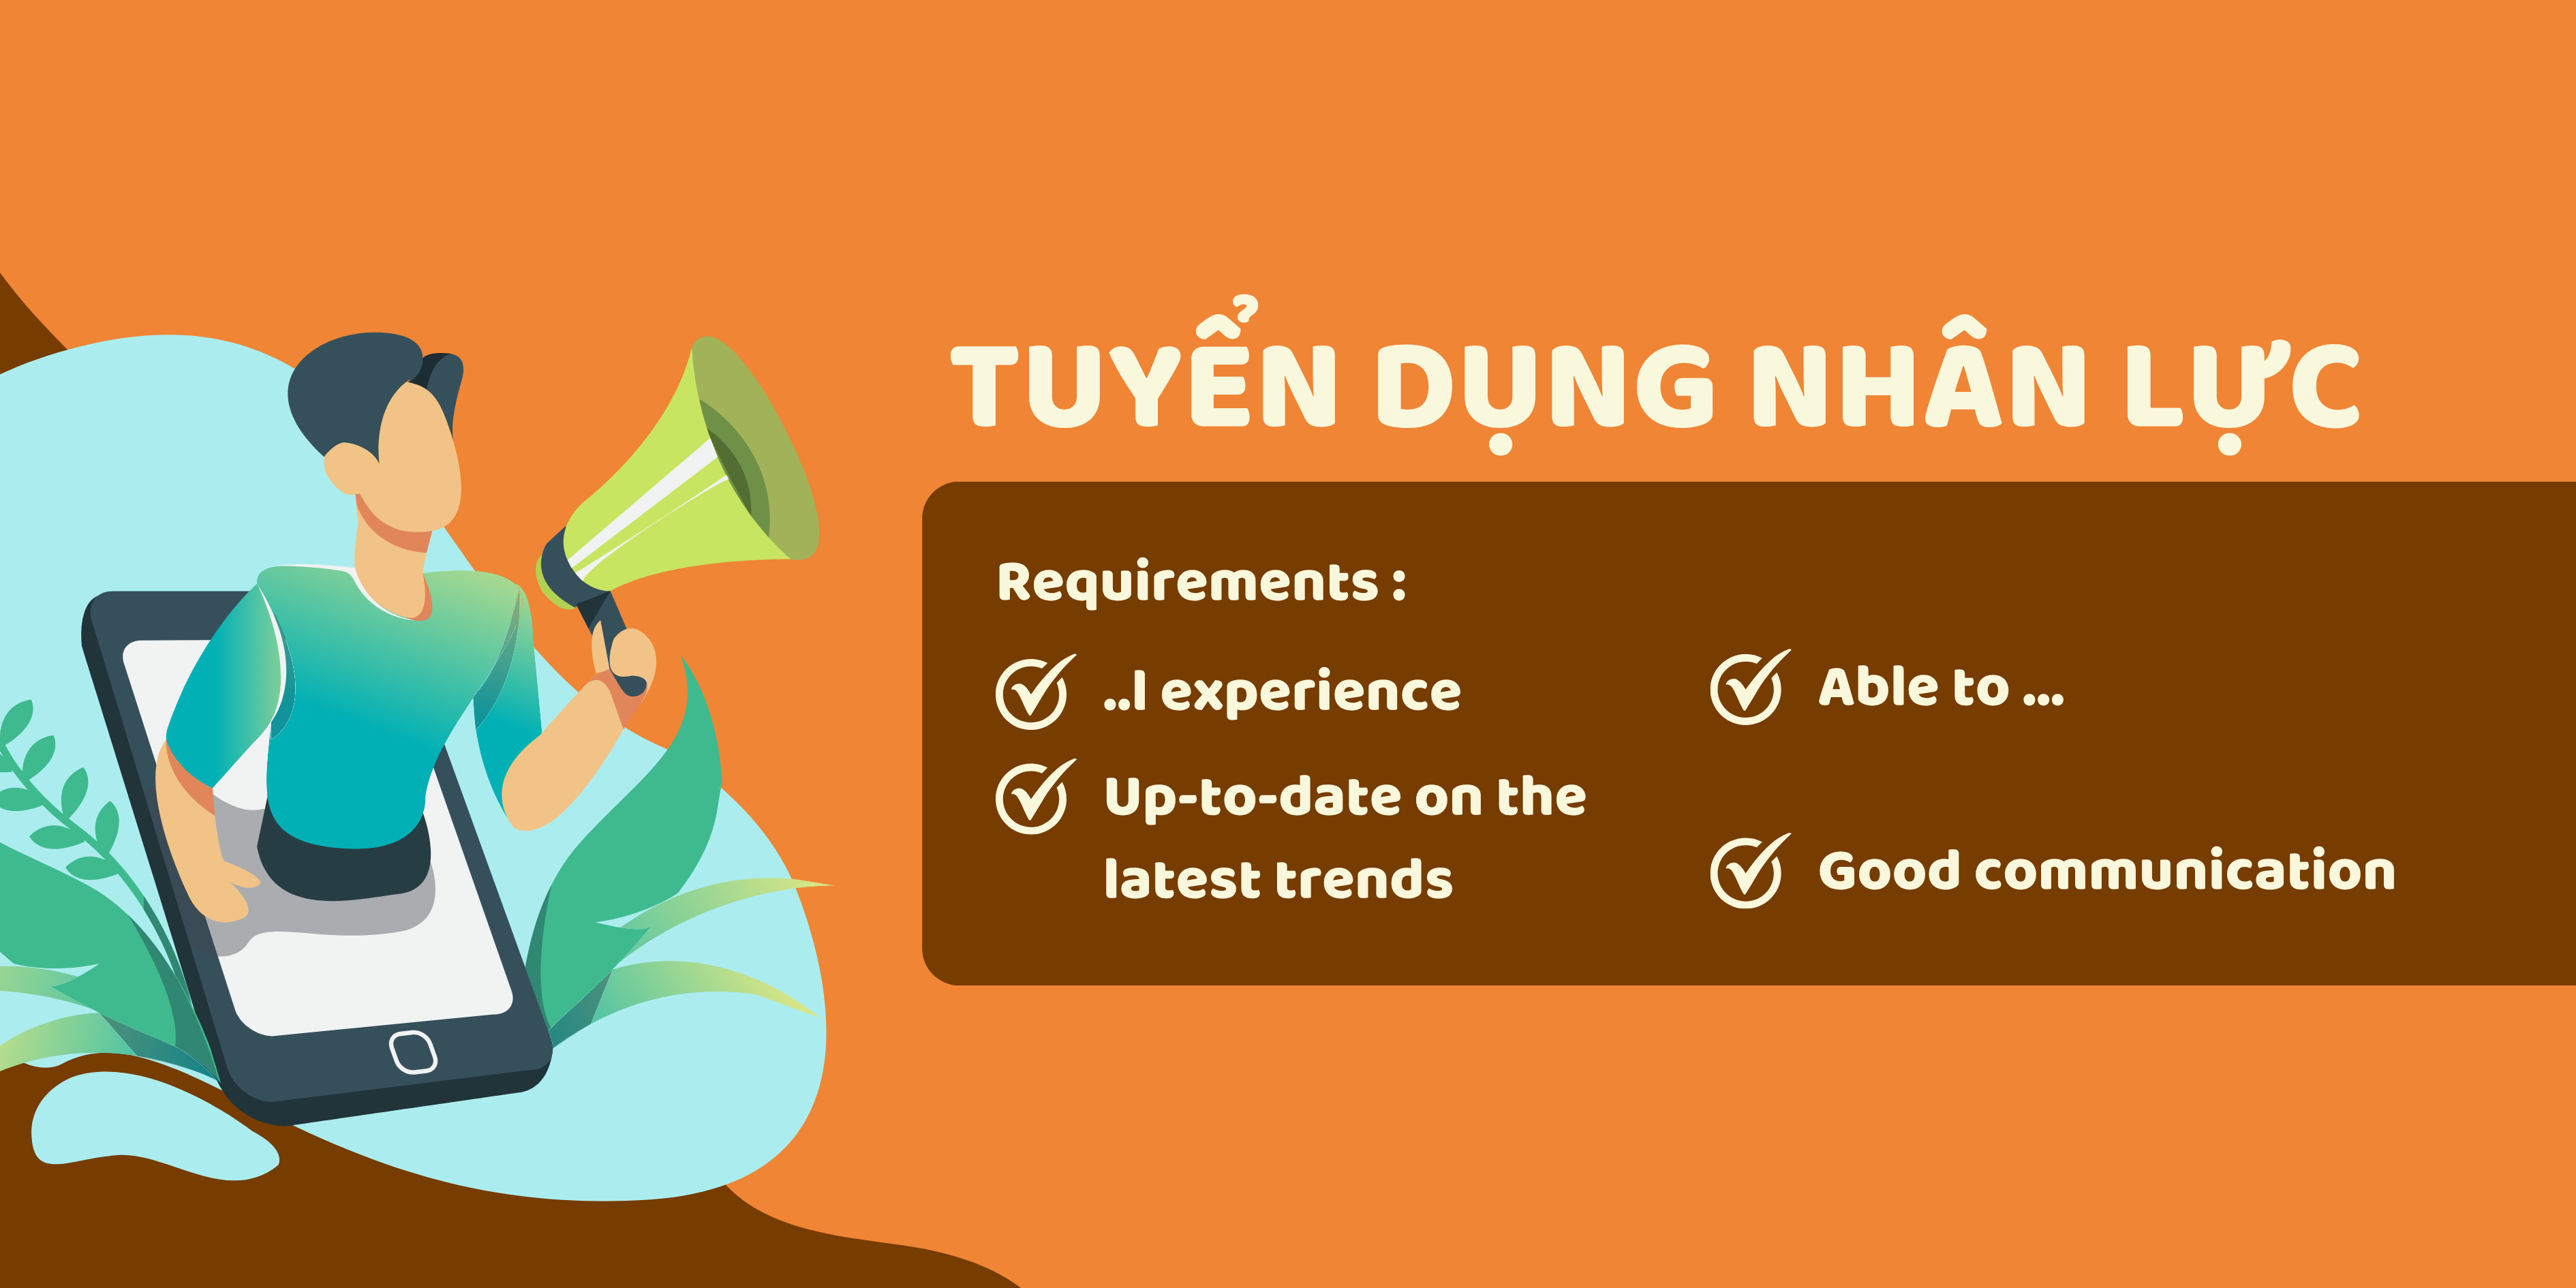 TUYỂN DỤNG NHÂN LỰC
Requirements :
..I experience
Up-to-date on the
latest trends
Able to ...
Good communication